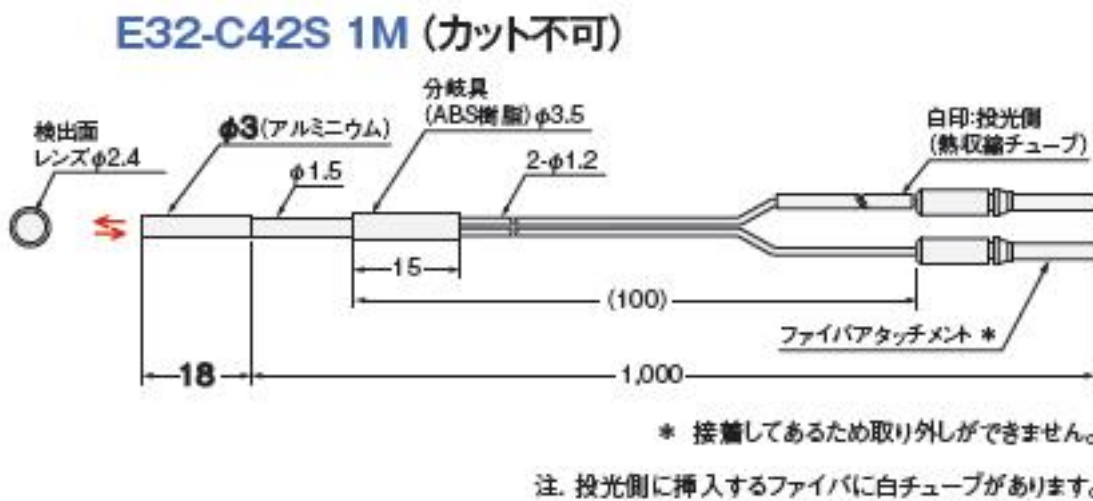 E32-C42S 1M (カット不可)
検出面
レンズφ2.4
φ3(アルミニウム)
φ1.5
分岐具
(ABS樹脂)φ3.5
2-φ1.2
白印:投光側
(熱収縮チューブ)
15
(100)
ファイバアタッチメント *
18
1,000
* 接着してあるため取り外しができません。
注. 投光側に挿入するファイバに白チューブがあります。